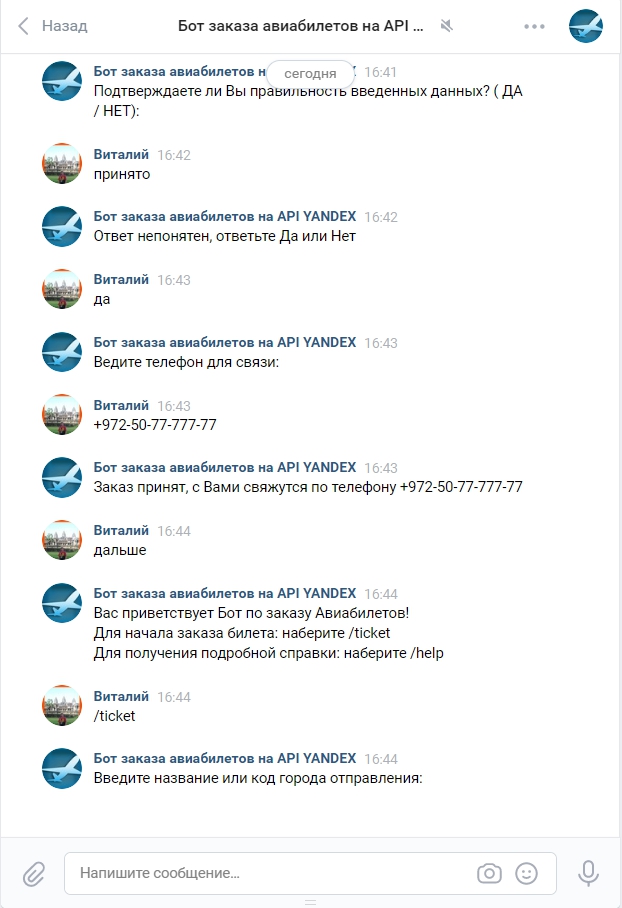 Назад
Бот заказа авиабилетов на API ...
сегодня
Бот заказа авиабилетов 16:41
Подтверждаете ли Вы правильность введенных данных? ( ДА
/ НЕТ):
Виталий 16:42
принято
Бот заказа авиабилетов на API YANDEX 16:42
Ответ непонятен, ответьте Да или Нет
Виталий 16:43
да
Бот заказа авиабилетов на API YANDEX 16:43
Ведите телефон для связи:
Виталий 16:43
+972-50-77-777-77
Бот заказа авиабилетов на API YANDEX 16:43
Заказ принят, с Вами свяжутся по телефону +972-50-77-777-77
Виталий 16:44
дальше
Бот заказа авиабилетов на API YANDEX 16:44
Вас приветствует Бот по заказу Авиабилетов!
Для начала заказа билета: наберите /ticket
Для получения подробной справки: наберите /help
Виталий 16:44
/ticket
Бот заказа авиабилетов на API YANDEX 16:44
Введите название или код города отправления:
Напишите сообщение...